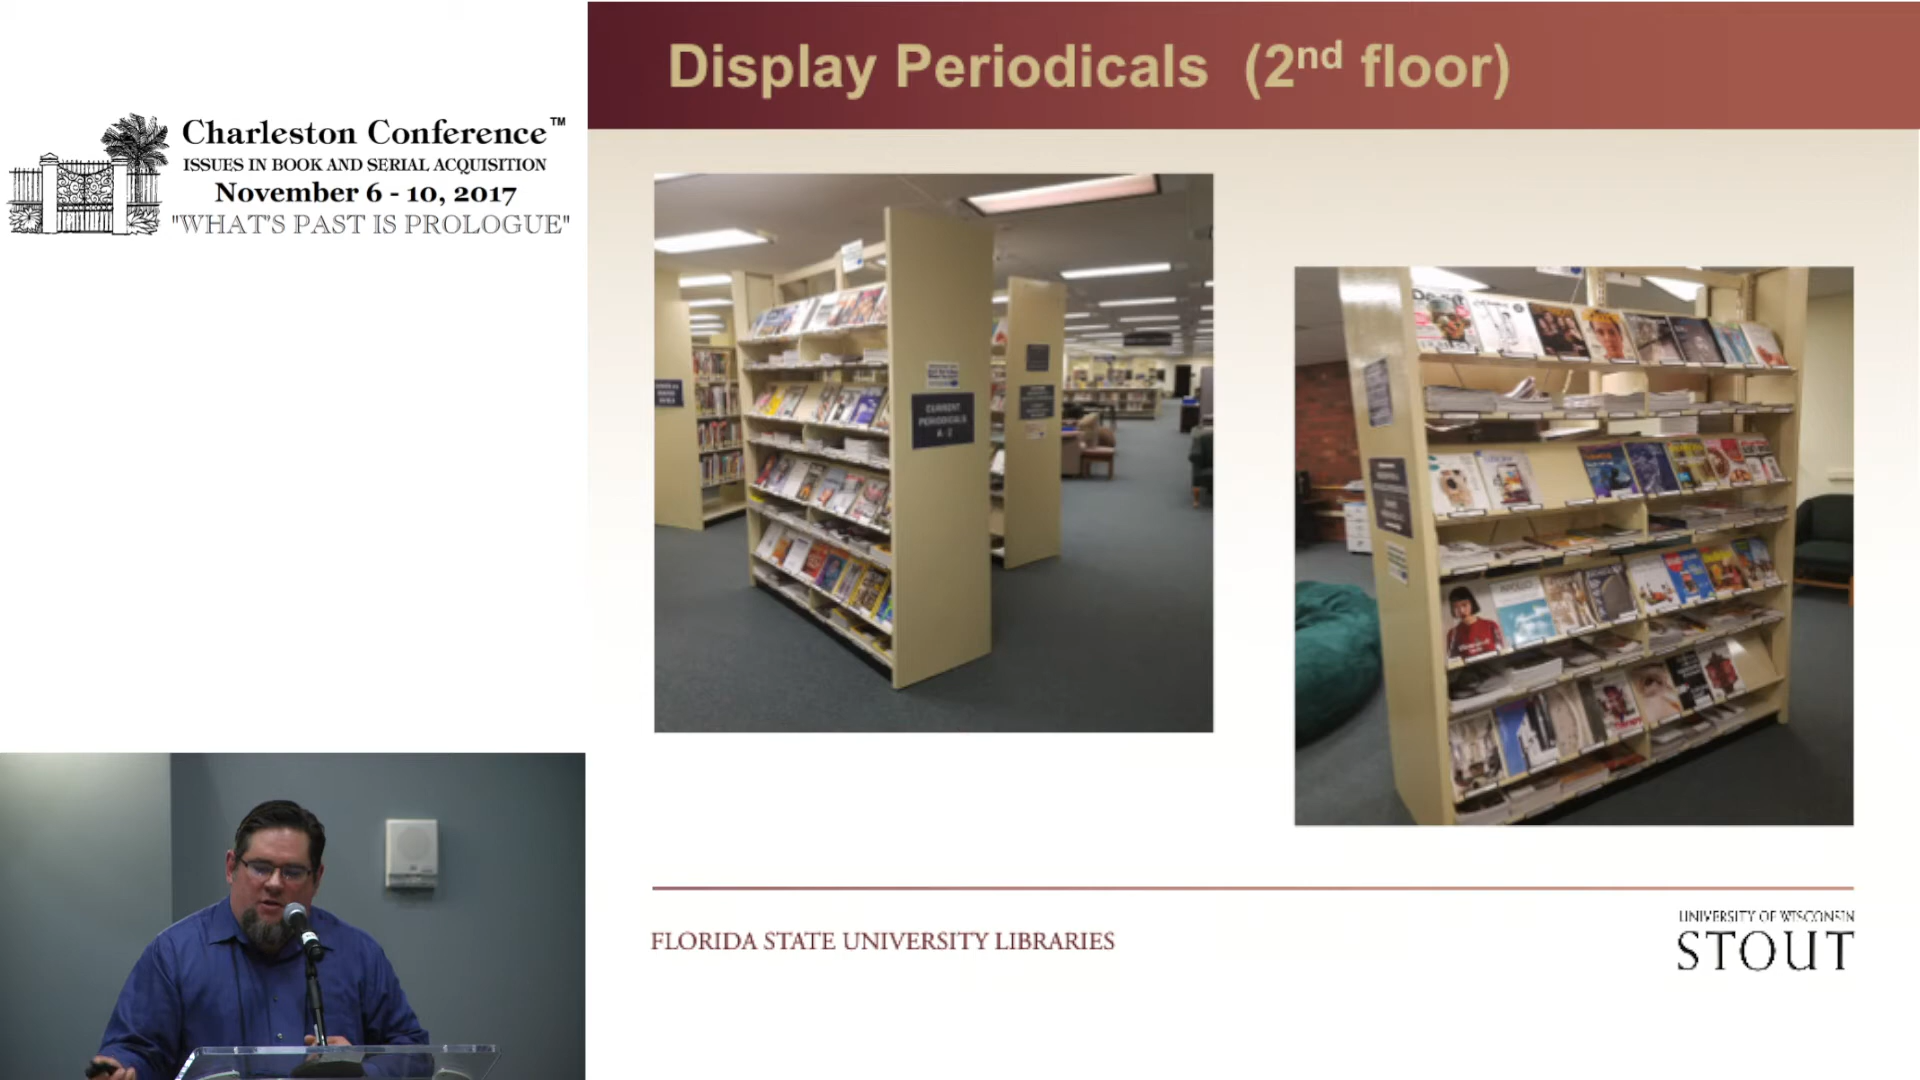 Charleston Conference™
ISSUES IN BOOK AND SERIAL ACQUISITION
November 6 - 10, 2017
"WHAT'S PAST IS PROLOGUE"
Display Periodicals (2nd floor)
CURRENT
PERIODICALS
A - Z
FLORIDA STATE UNIVERSITY LIBRARIES
UNIVERSITY OF WISCONSIN
STOUT